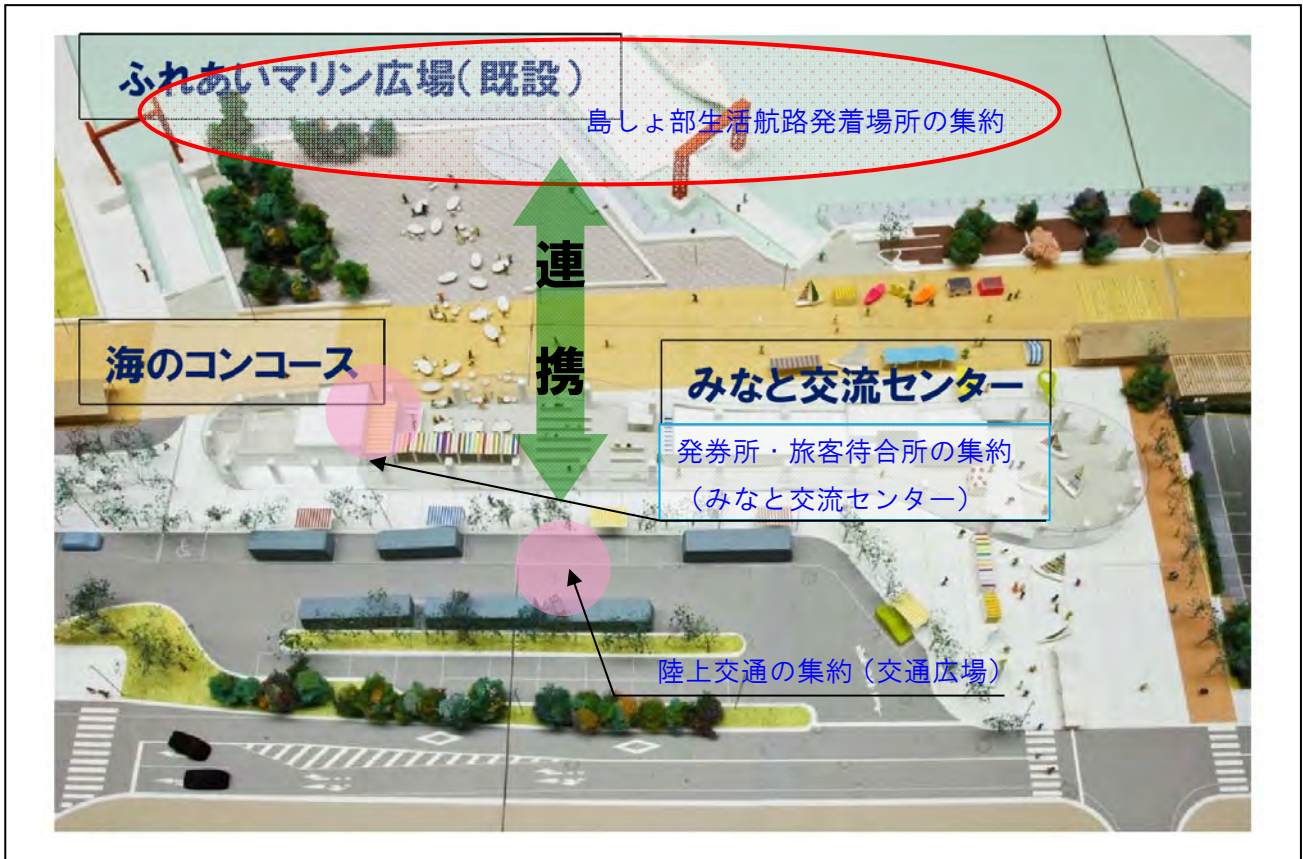 ふれあいマリン広場(既設)
島しょ部生活航路発着場所の集約
連
携
海のコンコース
みなと交流センター
発券所・旅客待合所の集約
（みなと交流センター）
陸上交通の集約（交通広場）